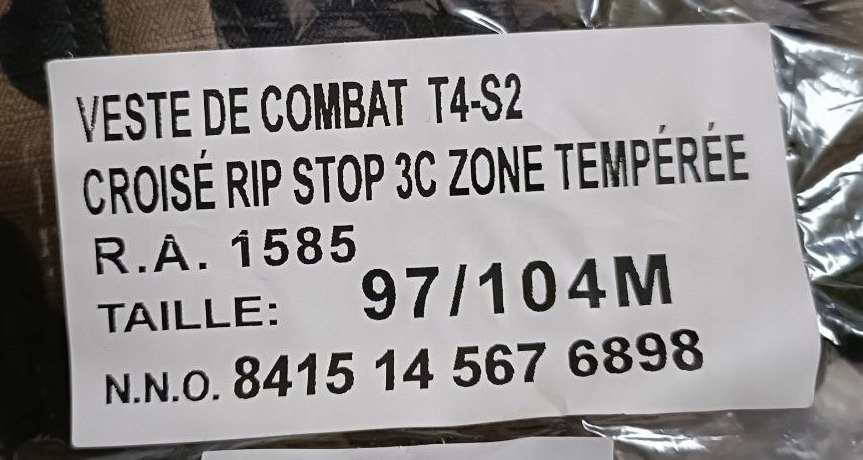 VESTE DE COMBAT T4-S2
CROISÉ RIP STOP 3C ZONE TEMPÉRÉE
R.A. 1585
TAILLE: 97/104M
N.N.O. 8415 14 567 6898